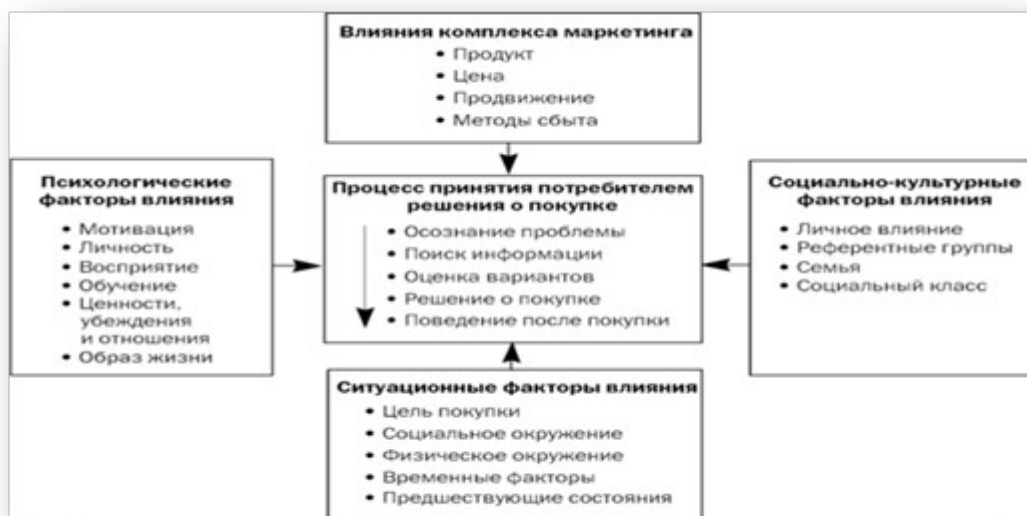 Влияния комплекса маркетинга
• Продукт
• Цена
• Продвижение
• Методы сбыта
Психологические
факторы влияния
• Мотивация
• Личность
• Восприятие
• Обучение
• Ценности,
убеждения
и отношения
• Образ жизни
Процесс принятия потребителем
решения о покупке
• Осознание проблемы
• Поиск информации
• Оценка вариантов
• Решение о покупке
• Поведение после покупки
Социально-культурные
факторы влияния
• Личное влияние
• Референтные группы
• Семья
• Социальный класс
Ситуационные факторы влияния
• Цель покупки
• Социальное окружение
• Физическое окружение
• Временные факторы
• Предшествующие состояния